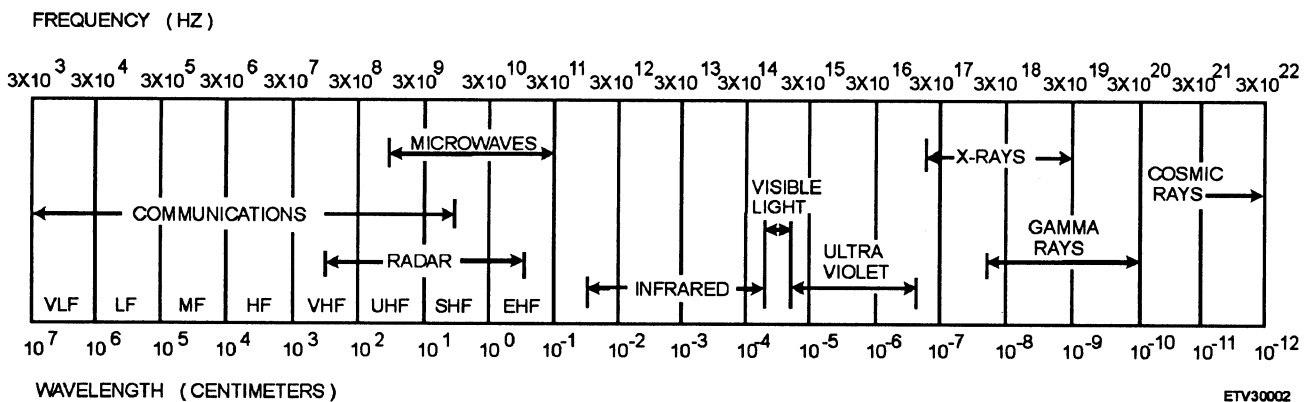 FREQUENCY (HZ)
3X10^3 3X10^4 3X10^5 3X10^6 3X10^7 3X10^8 3X10^9 3X10^10 3X10^11 3X10^12 3X10^13 3X10^14 3X10^15 3X10^16 3X10^17 3X10^18 3X10^19 3X10^20 3X10^21 3X10^22
MICROWAVES
X-RAYS
VISIBLE
LIGHT
COSMIC
RAYS
COMMUNICATIONS
GAMMA
RAYS
RADAR
ULTRA
VIOLET
INFRARED
VLF LF MF HF VHF UHF SHF EHF
10^7 10^6 10^5 10^4 10^3 10^2 10^1 10^0 10^-1 10^-2 10^-3 10^-4 10^-5 10^-6 10^-7 10^-8 10^-9 10^-10 10^-11 10^-12
WAVELENGTH (CENTIMETERS)
ETV30002